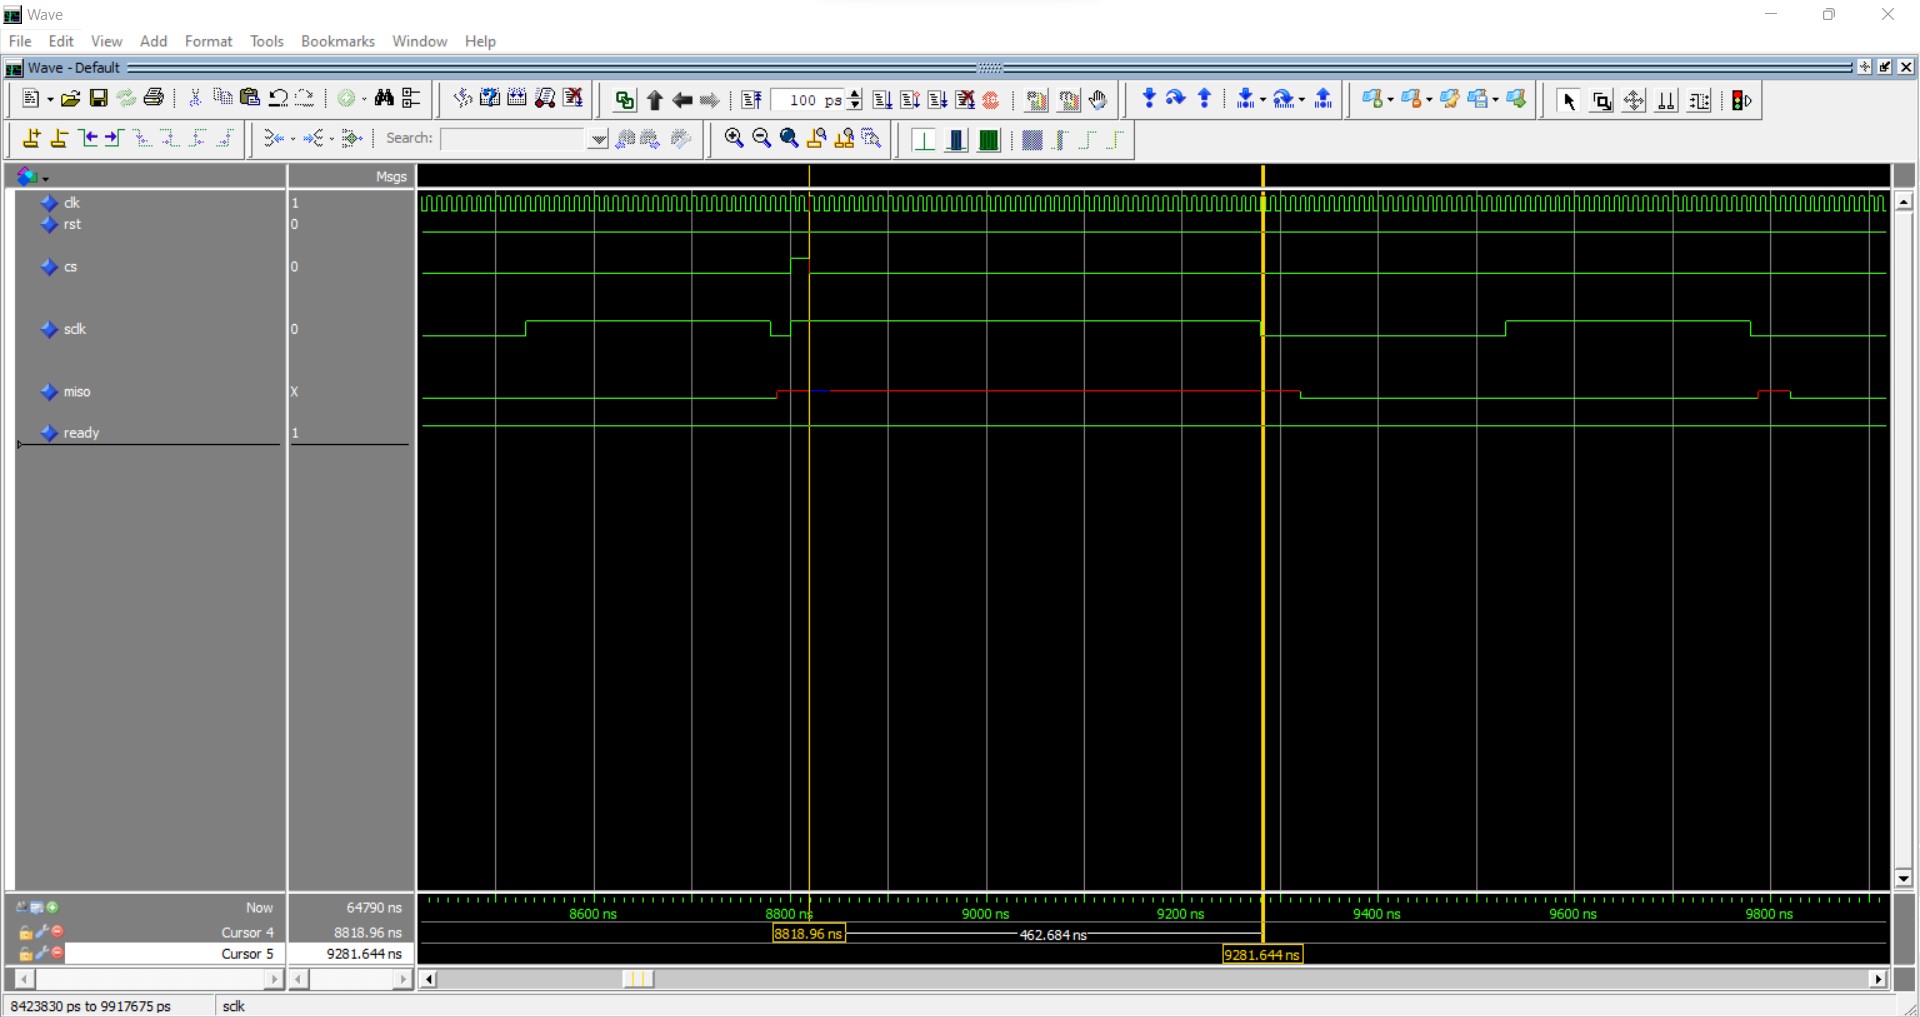 Wave
File Edit View Add Format Tools Bookmarks Window Help
Wave - Default
100 ps
Search:
Msgs
clk 1
rst 0
cs 0
sclk 0
miso X
ready 1
Now 64790 ns
8600 ns 8800 ns 9000 ns 9200 ns 9400 ns 9600 ns 9800 ns
Cursor 4 8818.96 ns 8818.96 ns 462.684 ns
Cursor 5 9281.644 ns 9281.644 ns
8423830 ps to 9917675 ps sclk